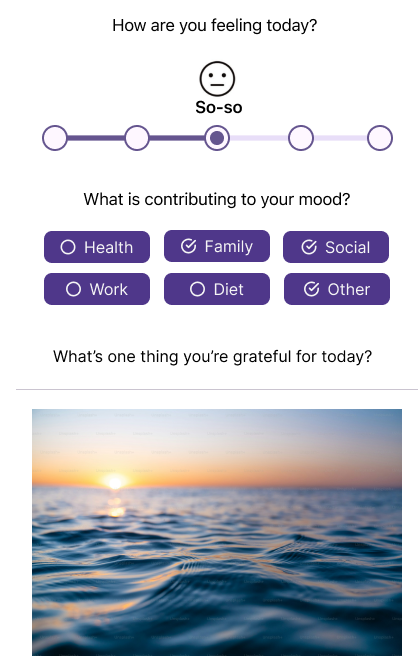 How are you feeling today?
So-so
What is contributing to your mood?
Health Family Social
Work Diet Other
What's one thing you're grateful for today?